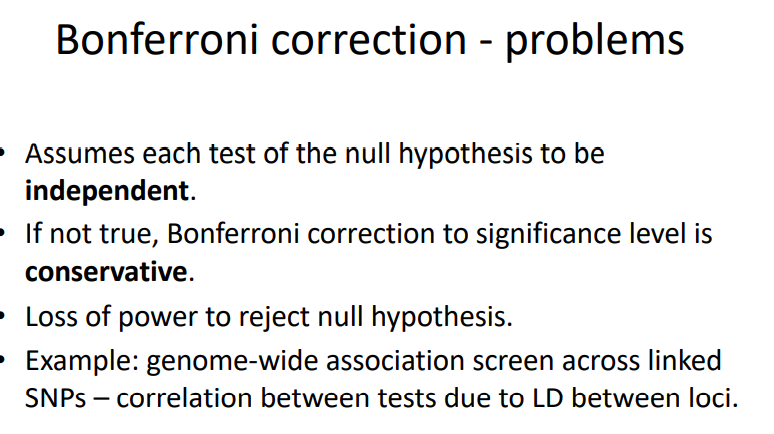 Bonferroni correction - problems
• Assumes each test of the null hypothesis to be
independent.
• If not true, Bonferroni correction to significance level is
conservative.
• Loss of power to reject null hypothesis.
• Example: genome-wide association screen across linked
SNPs – correlation between tests due to LD between loci.